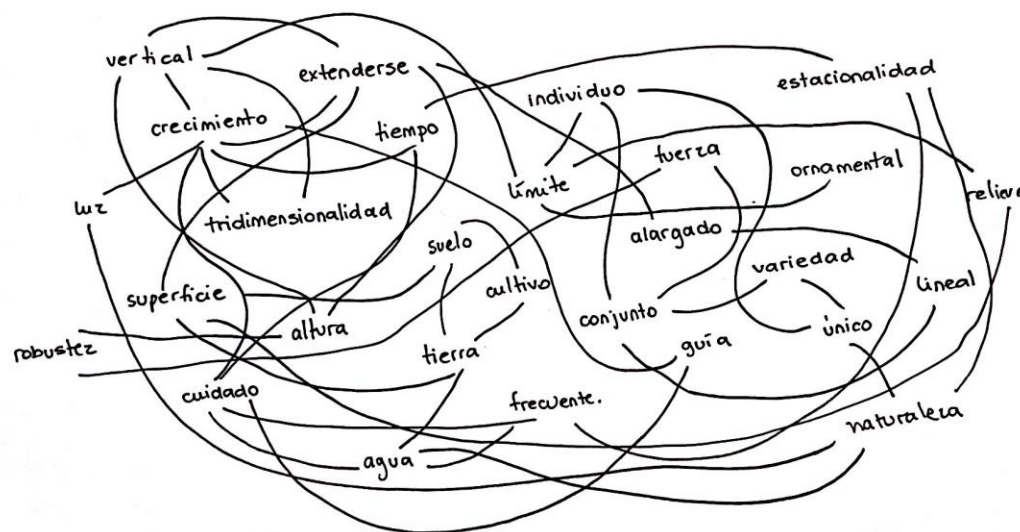 vertical
extenderse
estacionalidad
individuo
crecimiento
tiempo
fuerza
límite
ornamental
luz
tridimensionalidad
relieve
alargado
suelo
variedad
superficie
cultivo
lineal
altura
conjunto
único
robustez
tierra
guía
cuidado
frecuente.
naturaleza
agua